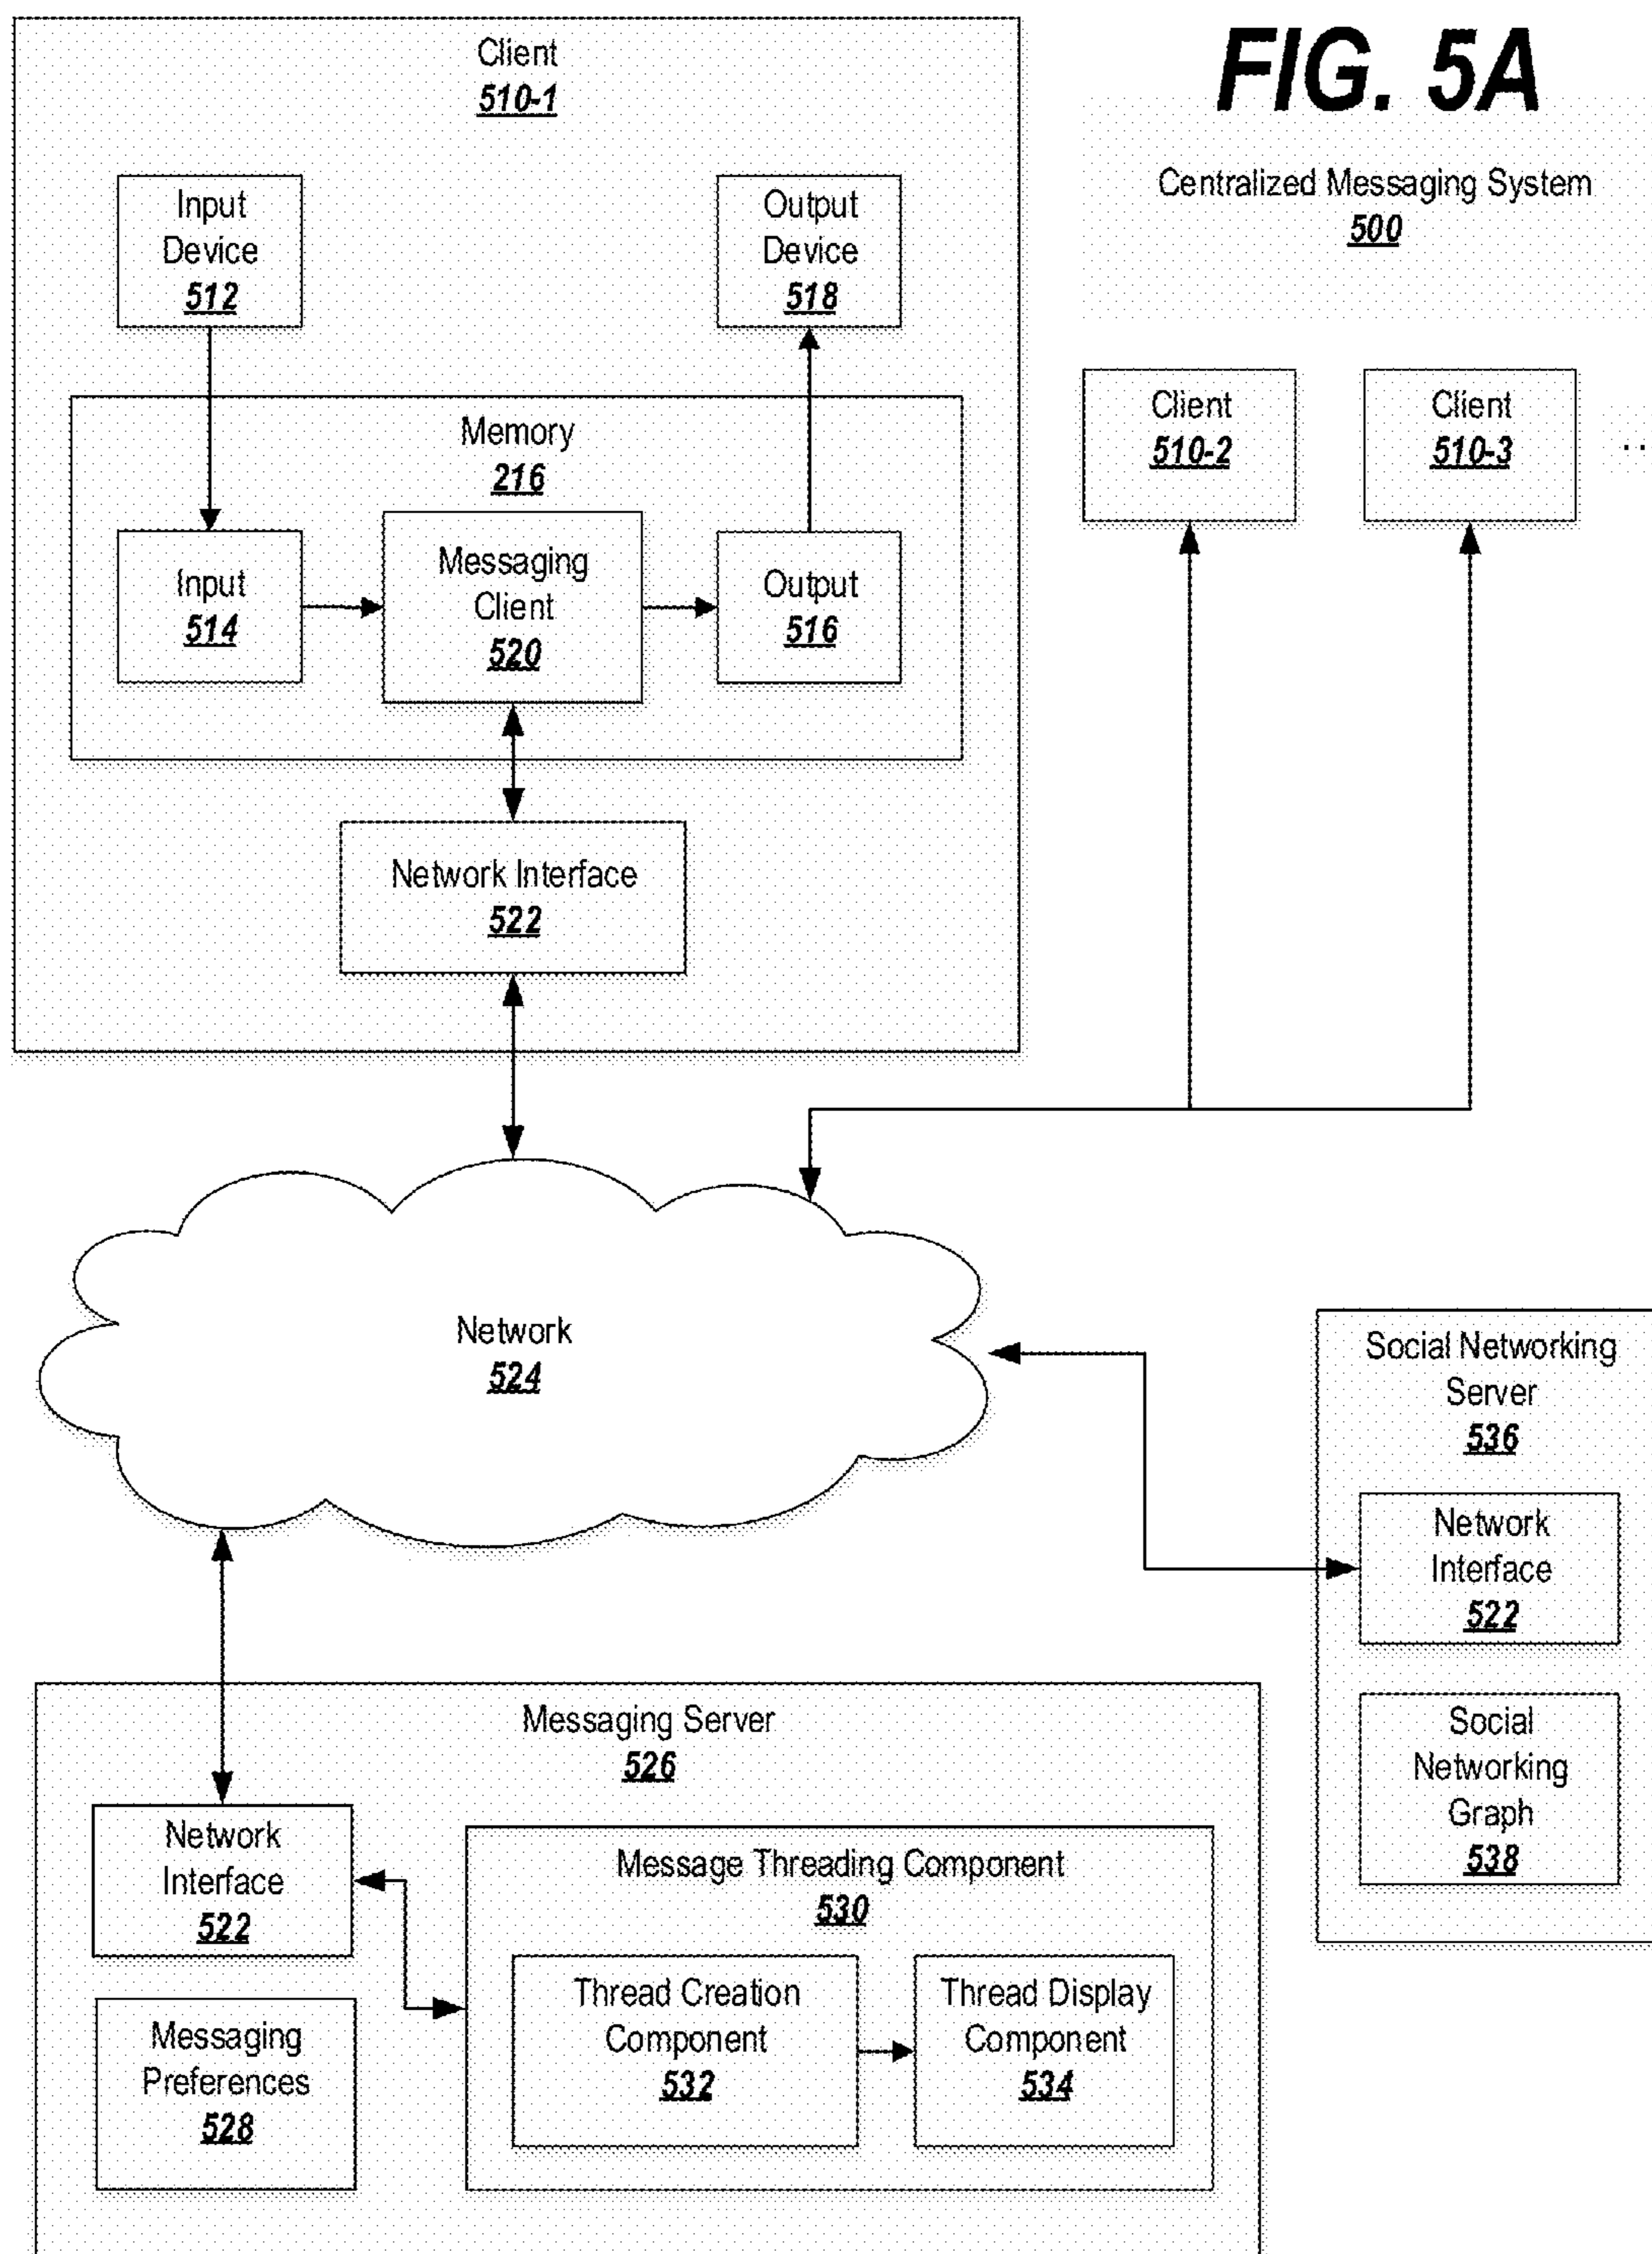 FIG. 5A
Centralized Messaging System
500
Client
510-1
Input
Device
512
Output
Device
518
Memory
216
Input
514
Messaging
Client
520
Output
516
Network Interface
522
Client
510-2
Client
510-3
..
Network
524
Social Networking
Server
536
Network
Interface
522
Social
Networking
Graph
538
Messaging Server
526
Network
Interface
522
Messaging
Preferences
528
Message Threading Component
530
Thread Creation
Component
532
Thread Display
Component
534